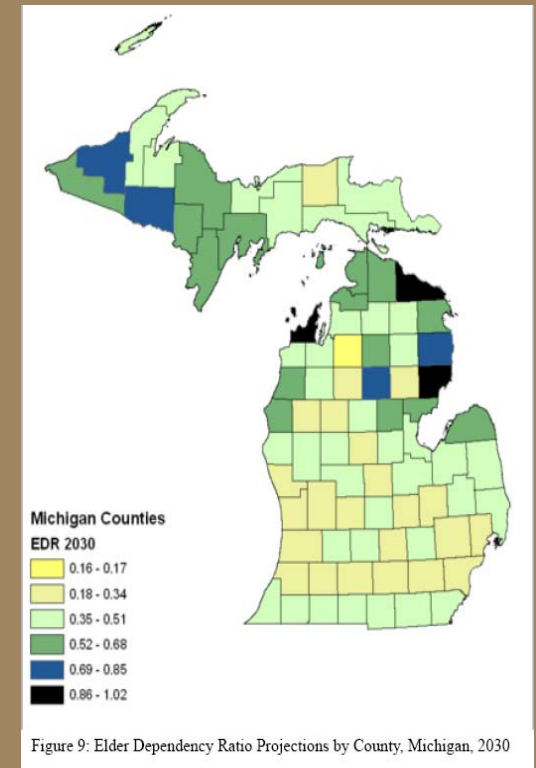 Michigan Counties
EDR 2030
0.16 - 0.17
0.18 - 0.34
0.35 - 0.51
0.52 - 0.68
0.69 - 0.85
0.86 - 1.02
Figure 9: Elder Dependency Ratio Projections by County, Michigan, 2030